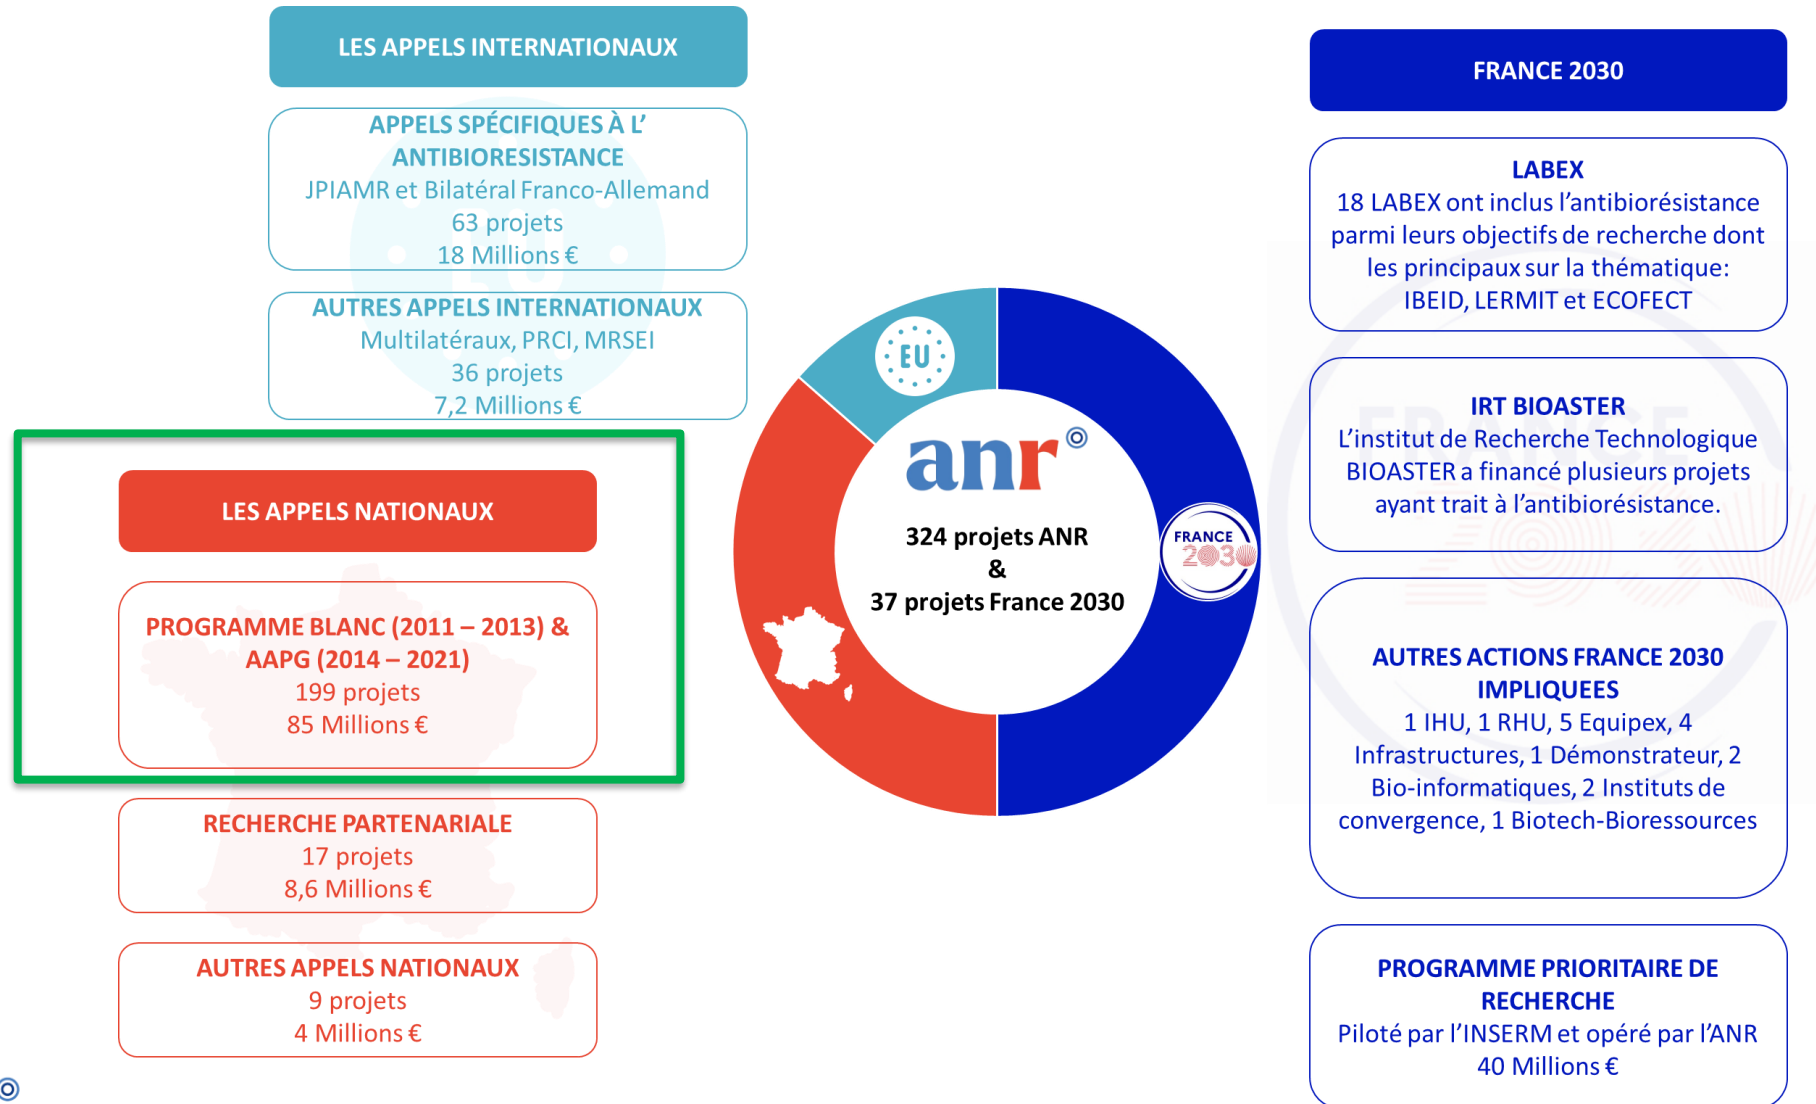 LES APPELS INTERNATIONAUX
APPELS SPÉCIFIQUES À L’
ANTIBIORESISTANCE
JPIAMR et Bilatéral Franco-Allemand
63 projets
18 Millions €
AUTRES APPELS INTERNATIONAUX
Multilatéraux, PRCI, MRSEI
36 projets
7,2 Millions €
LES APPELS NATIONAUX
PROGRAMME BLANC (2011 – 2013) &
AAPG (2014 – 2021)
199 projets
85 Millions €
RECHERCHE PARTENARIALE
17 projets
8,6 Millions €
AUTRES APPELS NATIONAUX
9 projets
4 Millions €
EU
anr
324 projets ANR
&
37 projets France 2030
FRANCE
2030
FRANCE 2030
LABEX
18 LABEX ont inclus l’antibiorésistance
parmi leurs objectifs de recherche dont
les principaux sur la thématique:
IBEID, LERMIT et ECOFECT
IRT BIOASTER
L’institut de Recherche Technologique
BIOASTER a financé plusieurs projets
ayant trait à l’antibiorésistance.
AUTRES ACTIONS FRANCE 2030
IMPLIQUEES
1 IHU, 1 RHU, 5 Equipex, 4
Infrastructures, 1 Démonstrateur, 2
Bio-informatiques, 2 Instituts de
convergence, 1 Biotech-Bioressources
PROGRAMME PRIORITAIRE DE
RECHERCHE
Piloté par l’INSERM et opéré par l’ANR
40 Millions €
EU
FRANCE
2030